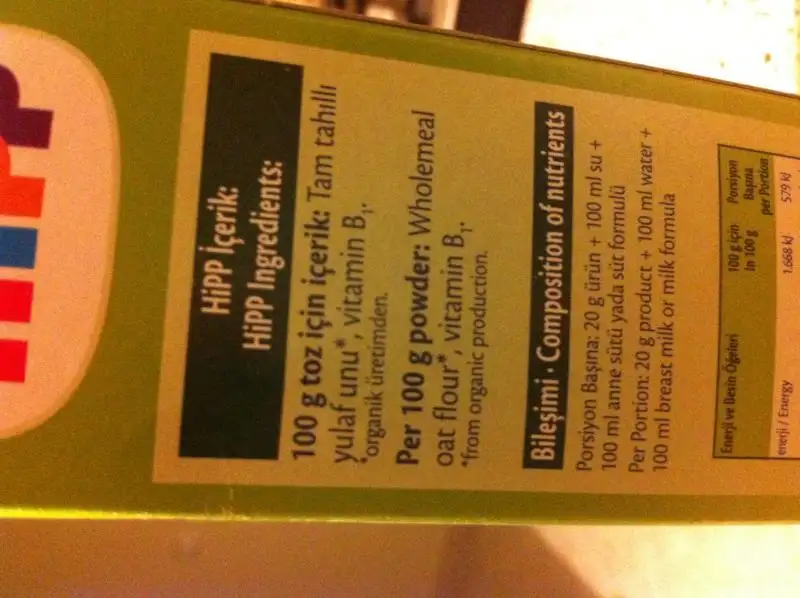 HiPP
HiPP İçerik:
HiPP Ingredients:
100 g toz için içerik: Tam tahıllı
yulaf unu*, vitamin B₁.
*organik üretimden.
Per 100 g powder: Wholemeal
oat flour*, vitamin B₁.
*from organic production.
Bileşimi · Composition of nutrients
Porsiyon Başına: 20 g ürün + 100 ml su +
100 ml anne sütü yada süt formülü
Per Portion: 20 g product + 100 ml water +
100 ml breast milk or milk formula
Enerji ve Besin Öğeleri 100 g için Porsiyon
In 100 g Başına
per Portion
enerji / Energy 1.668 kJ 579 kJ